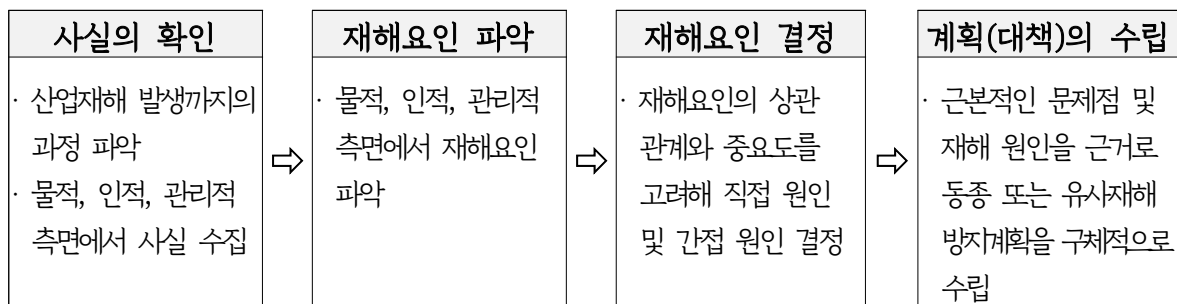 사실의 확인
· 산업재해 발생까지의
과정 파악
· 물적, 인적, 관리적
측면에서 사실 수집
⇨
재해요인 파악
· 물적, 인적, 관리적
측면에서 재해요인
파악
⇨
재해요인 결정
· 재해요인의 상관
관계와 중요도를
고려해 직접 원인
및 간접 원인 결정
⇨
계획(대책)의 수립
· 근본적인 문제점 및
재해 원인을 근거로
동종 또는 유사재해
방지계획을 구체적으로
수립